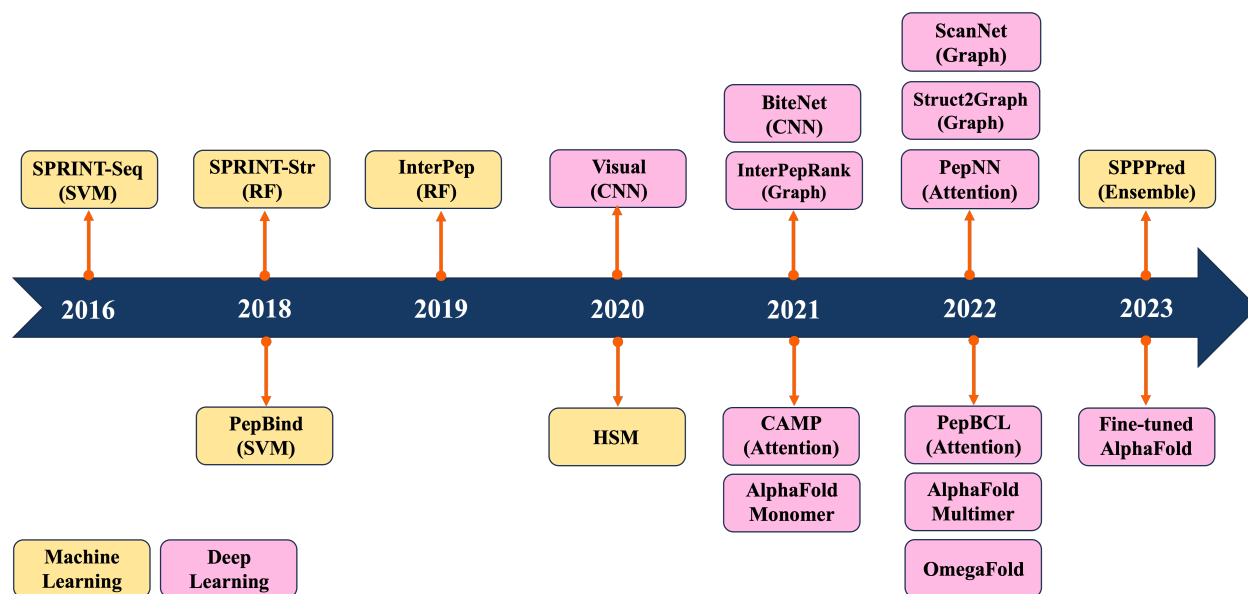 ScanNet
(Graph)
BiteNet
(CNN)
Struct2Graph
(Graph)
SPRINT-Seq
(SVM)
SPRINT-Str
(RF)
InterPep
(RF)
Visual
(CNN)
InterPepRank
(Graph)
PepNN
(Attention)
SPPPred
(Ensemble)
2016
2018
2019
2020
2021
2022
2023
PepBind
(SVM)
HSM
CAMP
(Attention)
PepBCL
(Attention)
Fine-tuned
AlphaFold
AlphaFold
Monomer
AlphaFold
Multimer
OmegaFold
Machine
Learning
Deep
Learning